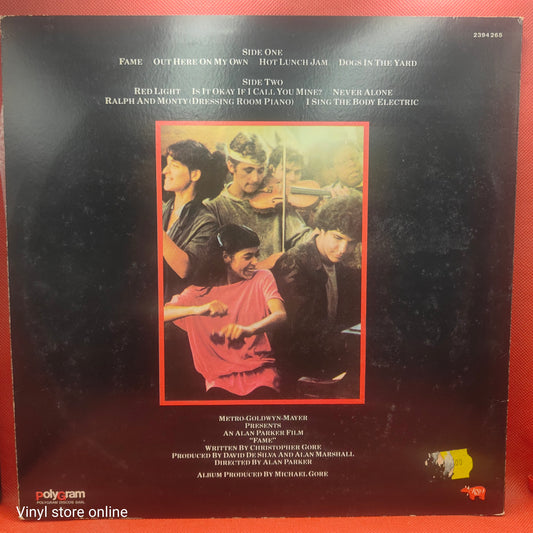 2394 265
SIDE ONE
FAME OUT HERE ON MY OWN HOT LUNCH JAM DOGS IN THE YARD
SIDE TWO
RED LIGHT IS IT OKAY IF I CALL YOU MINE? NEVER ALONE
RALPH AND MONTY (DRESSING ROOM PIANO) I SING THE BODY ELECTRIC
METRO-GOLDWYN-MAYER
PRESENTS
AN ALAN PARKER FILM
"FAME"
WRITTEN BY CHRISTOPHER GORE
PRODUCED BY DAVID DE SILVA AND ALAN MARSHALL
DIRECTED BY ALAN PARKER
ALBUM PRODUCED BY MICHAEL GORE
polygram
POLYGRAM DISCOS
Vinyl store online